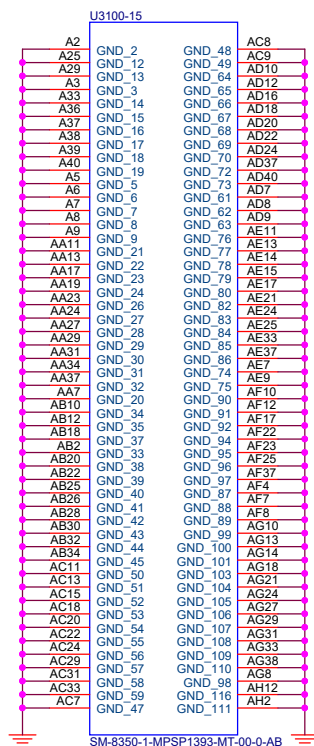 U3100-15
A2 GND_2 GND_48 AC8
A25 GND_12 GND_49 AC9
A29 GND_13 GND_64 AD10
A3 GND_3 GND_65 AD12
A33 GND_14 GND_66 AD16
A36 GND_15 GND_67 AD18
A37 GND_16 GND_68 AD20
A38 GND_17 GND_69 AD22
A39 GND_18 GND_70 AD24
A40 GND_19 GND_72 AD37
A5 GND_5 GND_73 AD40
A6 GND_6 GND_61 AD7
A7 GND_7 GND_62 AD8
A8 GND_8 GND_63 AD9
A9 GND_9 GND_76 AE11
AA11 GND_21 GND_77 AE13
AA13 GND_22 GND_78 AE14
AA17 GND_23 GND_79 AE15
AA19 GND_24 GND_80 AE17
AA23 GND_26 GND_82 AE21
AA24 GND_27 GND_83 AE24
AA27 GND_28 GND_84 AE25
AA29 GND_29 GND_85 AE33
AA31 GND_30 GND_86 AE37
AA34 GND_31 GND_74 AE7
AA37 GND_32 GND_75 AE9
AA7 GND_20 GND_90 AF10
AB10 GND_34 GND_91 AF12
AB12 GND_35 GND_92 AF17
AB18 GND_37 GND_94 AF22
AB2 GND_33 GND_95 AF23
AB20 GND_38 GND_96 AF25
AB22 GND_39 GND_97 AF37
AB25 GND_40 GND_87 AF4
AB26 GND_41 GND_88 AF7
AB28 GND_42 GND_89 AF8
AB30 GND_43 GND_99 AG10
AB32 GND_44 GND_100 AG13
AB34 GND_45 GND_101 AG14
AC11 GND_50 GND_103 AG18
AC13 GND_51 GND_104 AG21
AC15 GND_52 GND_105 AG24
AC18 GND_53 GND_106 AG27
AC20 GND_54 GND_107 AG29
AC22 GND_55 GND_108 AG31
AC24 GND_56 GND_109 AG33
AC29 GND_57 GND_110 AG38
AC31 GND_58 GND_98 AG8
AC33 GND_59 GND_116 AH12
AC7 GND_47 GND_111 AH2
SM-8350-1-MPSP1393-MT-00-0-AB